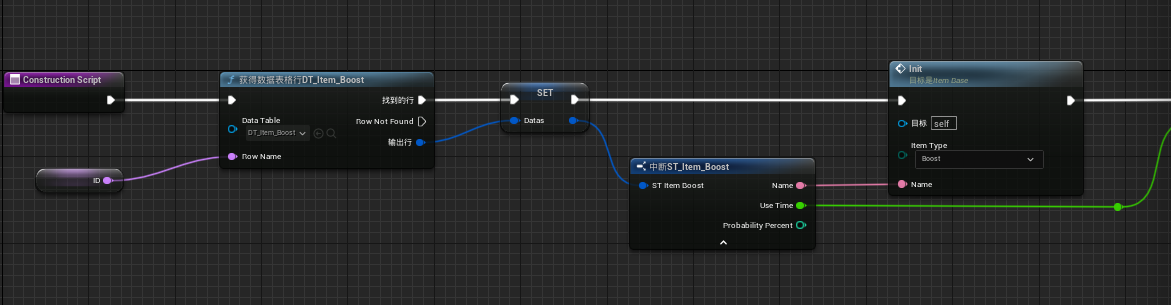 Construction Script
ID
获得数据表格行DT_Item_Boost
找到的行
Data Table
DT_Item_Boost
Row Not Found
输出行
Row Name
SET
Datas
中断ST_Item_Boost
ST Item Boost
Name
Use Time
Probability Percent
Init
目标是Item Base
目标
self
Item Type
Boost
Name